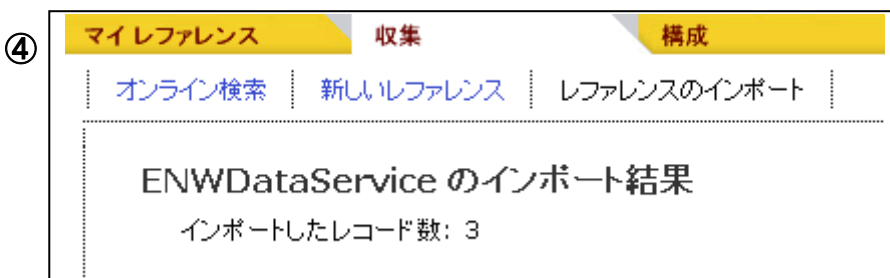 ④
マイ レファレンス 収集 構成
オンライン検索 新しいレファレンス レファレンスのインポート
ENWDataService のインポート結果
インポートしたレコード数: 3